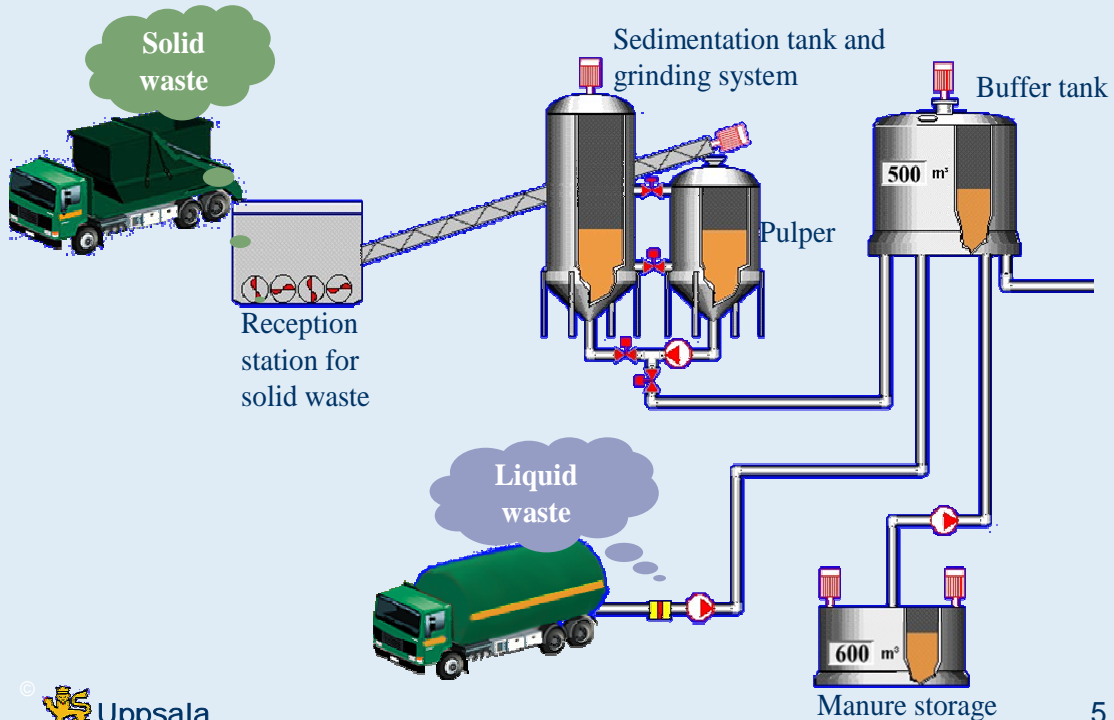 Solid
waste
Sedimentation tank and
grinding system
Buffer tank
500 m³
Pulper
Reception
station for
solid waste
Liquid
waste
600 m³
Manure storage
©
Uppsala
5